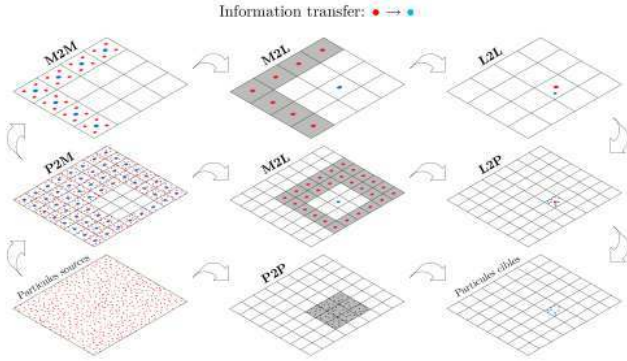 Information transfer: → 
M2M
M2L
L2L
P2M
M2L
L2P
Particules sources
P2P
Particules cibles